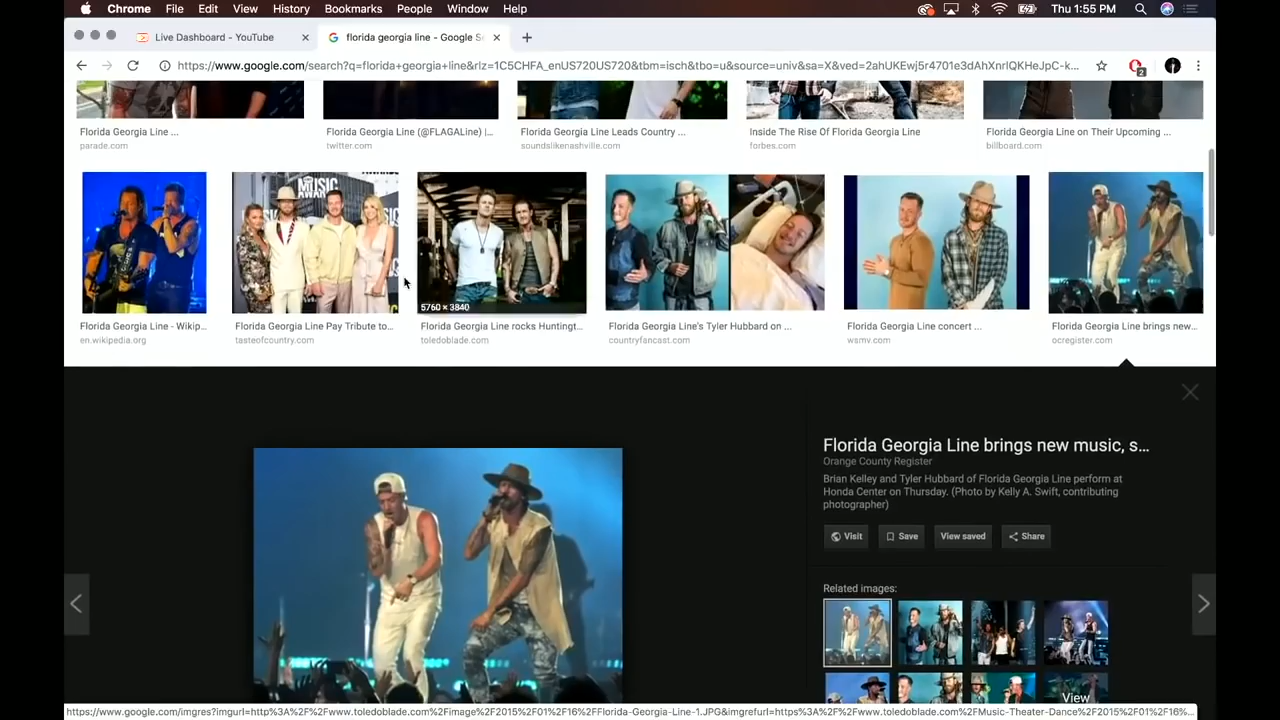 Chrome File Edit View History Bookmarks People Window Help Thu 1:55 PM
Live Dashboard - YouTube florida georgia line - Google Se
https://www.google.com/search?q=florida+georgia+line&rlz=1C5CHFA_enUS720US720&tbm=isch&tbo=u&source=univ&sa=X&ved=2ahUKEwj5r4701e3dAhXnrlQKHeJpC-k...
2
Florida Georgia Line ... Florida Georgia Line (@FLAGALine) |... Florida Georgia Line Leads Country ... Inside The Rise Of Florida Georgia Line Florida Georgia Line on Their Upcoming ...
parade.com twitter.com soundslikenashville.com forbes.com billboard.com
MUSIC
5760 × 3840
Florida Georgia Line - Wikip... Florida Georgia Line Pay Tribute to... Florida Georgia Line rocks Huntingt... Florida Georgia Line's Tyler Hubbard on ... Florida Georgia Line concert ... Florida Georgia Line brings new...
en.wikipedia.org tasteofcountry.com toledoblade.com countryfancast.com wsmv.com ocregister.com
Florida Georgia Line brings new music, s...
Orange County Register
Brian Kelley and Tyler Hubbard of Florida Georgia Line perform at
Honda Center on Thursday. (Photo by Kelly A. Swift, contributing
photographer)
Visit Save View saved Share
Related images:
View
https://www.google.com/imgres?imgurl=http%3A%2F%2Fwww.toledoblade.com%2Fimage%2F2015%2F01%2F16%2FFlorida-Georgia-Line-1.JPG&imgrefurl=https%3A%2F%2Fwww.toledoblade.com%2FMusic-Theater-Dance%2F2015%2F01%2F16%...